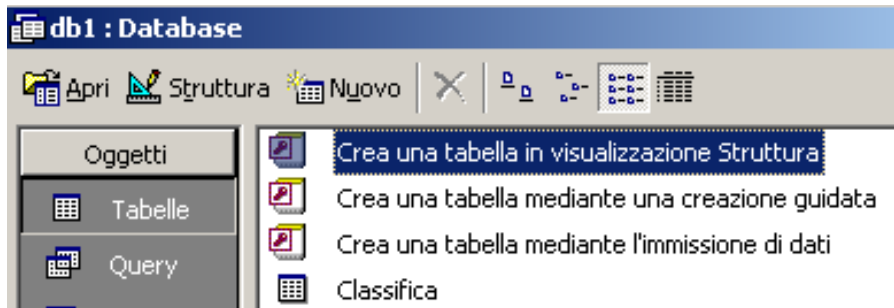 db1 : Database
Apri Struttura Nuovo
Oggetti
Tabelle
Query
Crea una tabella in visualizzazione Struttura
Crea una tabella mediante una creazione guidata
Crea una tabella mediante l'immissione di dati
Classifica